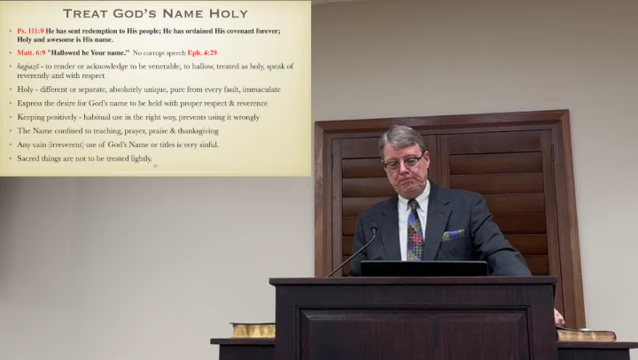 Treat God's Name Holy
• Ps. 111:9 He has sent redemption to His people; He has ordained His covenant forever;
Holy and awesome is His name.
• Matt. 6:9 "Hallowed be Your name." No corrupt speech Eph. 4:29
• hagiazō - to render or acknowledge to be venerable, to hallow, treated as holy, speak of
reverently and with respect
• Holy - different or separate, absolutely unique, pure from every fault, immaculate
• Express the desire for God's name to be held with proper respect & reverence
• Keeping positively - habitual use in the right way, prevents using it wrongly
• The Name confined to teaching, prayer, praise & thanksgiving
• Any vain (irreverent) use of God's Name or titles is very sinful.
• Sacred things are not to be treated lightly.